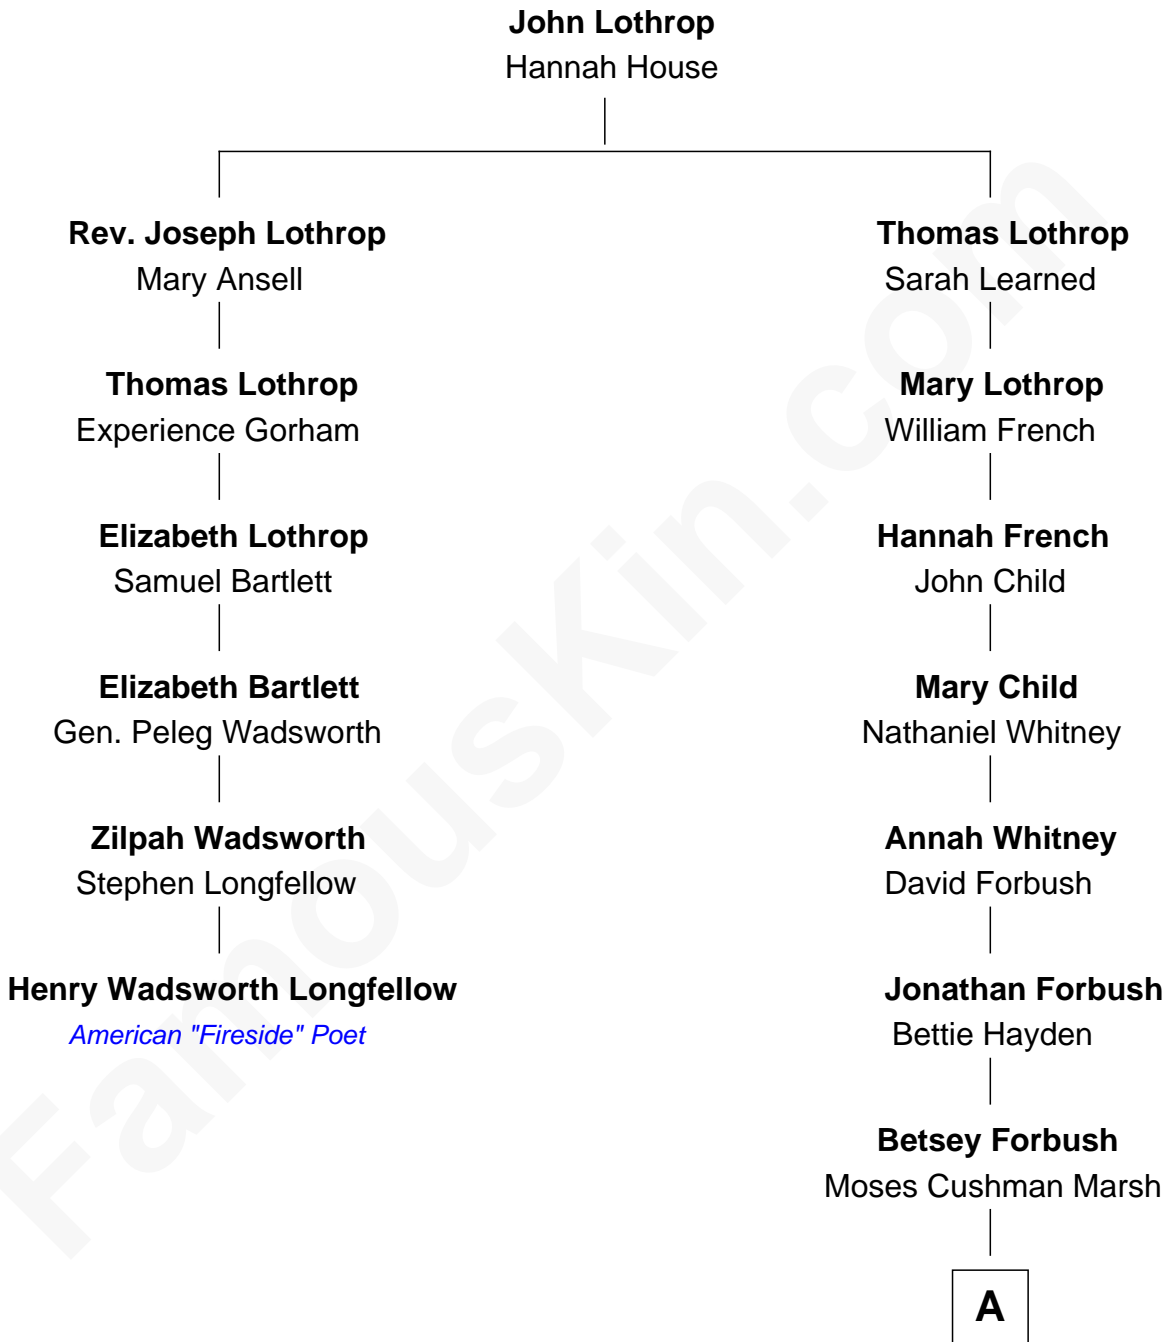 John Lothrop
Hannah House
Rev. Joseph Lothrop
Mary Ansell
Thomas Lothrop
Experience Gorham
Elizabeth Lothrop
Samuel Bartlett
Elizabeth Bartlett
Gen. Peleg Wadsworth
Zilpah Wadsworth
Stephen Longfellow
Henry Wadsworth Longfellow
American "Fireside" Poet
Thomas Lothrop
Sarah Learned
Mary Lothrop
William French
Hannah French
John Child
Mary Child
Nathaniel Whitney
Annah Whitney
David Forbush
Jonathan Forbush
Bettie Hayden
Betsey Forbush
Moses Cushman Marsh
A
FamousKin.com